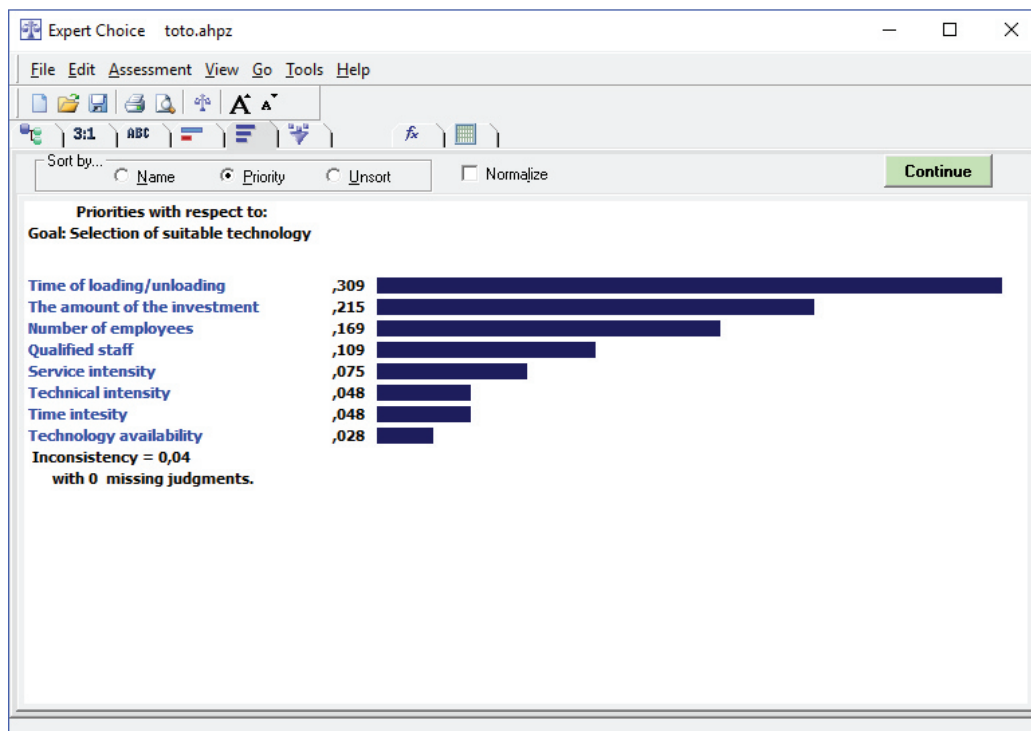 Expert Choice toto.ahpz
File Edit Assessment View Go Tools Help
A A
3:1 ABC fx
Sort by... Name Priority Unsort Normalize Continue
Priorities with respect to:
Goal: Selection of suitable technology
Time of loading/unloading ,309
The amount of the investment ,215
Number of employees ,169
Qualified staff ,109
Service intensity ,075
Technical intensity ,048
Time intesity ,048
Technology availability ,028
Inconsistency = 0,04
with 0 missing judgments.